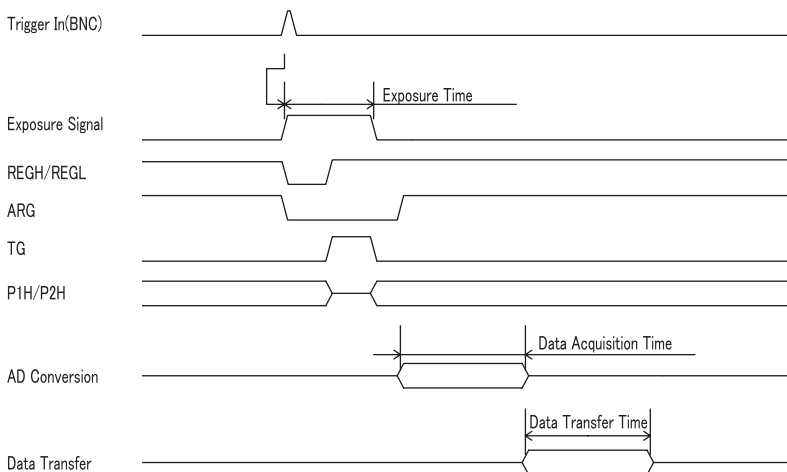 Trigger In(BNC)
Exposure Time
Exposure Signal
REGH/REGL
ARG
TG
P1H/P2H
Data Acquisition Time
AD Conversion
Data Transfer Time
Data Transfer